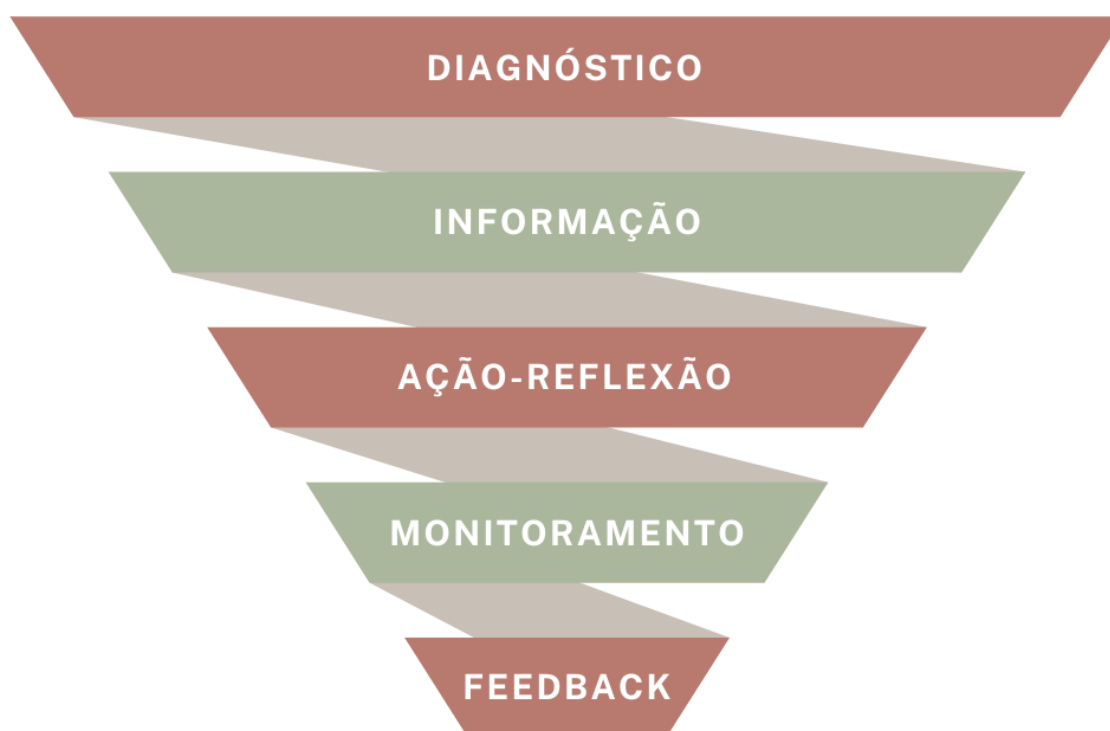 DIAGNÓSTICO
INFORMAÇÃO
AÇÃO-REFLEXÃO
MONITORAMENTO
FEEDBACK